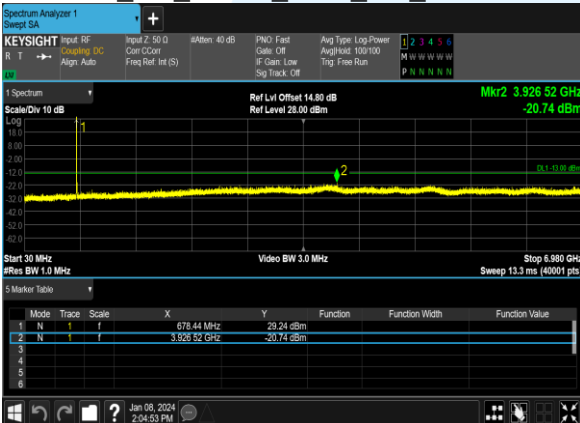 Spectrum Analyzer 1
Swept SA
+
KEYSIGHT Input: RF Input Z: 50 Ω #Atten: 40 dB PNO: Fast Avg Type: Log-Power 1 2 3 4 5 6
R T Coupling: DC Corr CCorr Gate: Off Avg|Hold: 100/100 M W W W W W
Align: Auto Freq Ref: Int (S) IF Gain: Low Trig: Free Run
LW Sig Track: Off P N N N N N
1 Spectrum Ref Lvl Offset 14.80 dB Mkr2 3.926 52 GHz
Scale/Div 10 dB Ref Level 28.00 dBm -20.74 dBm
Log
18.0
1
8.00
-2.00
-12.0
2
DL1 -13.00 dBm
-22.0
-32.0
-42.0
-52.0
-62.0
Start 30 MHz Video BW 3.0 MHz Stop 6.980 GHz
#Res BW 1.0 MHz Sweep 13.3 ms (40001 pts
5 Marker Table
Mode Trace Scale X Y Function Function Width Function Value
1 N 1 f 678.44 MHz 29.24 dBm
2 N 1 f 3.926 52 GHz -20.74 dBm
3
4
5
6
? Jan 08, 2024
2:04:53 PM